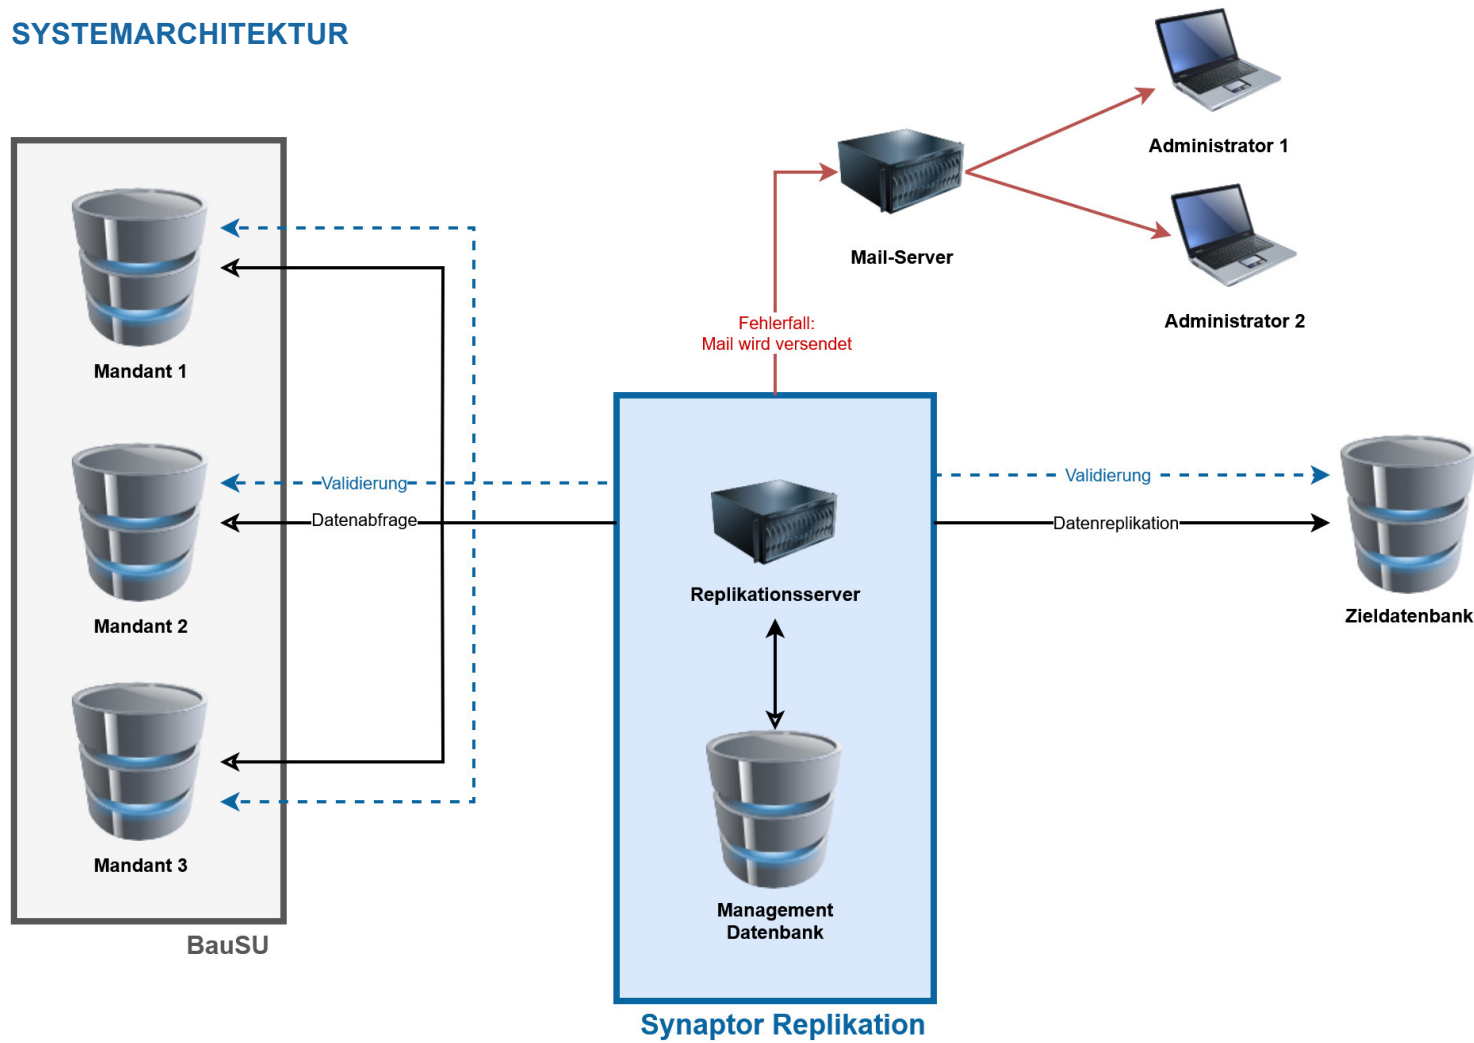 SYSTEMARCHITEKTUR
Administrator 1
Mail-Server
Administrator 2
Fehlerfall:
Mail wird versendet
Mandant 1
Validierung
Datenabfrage
Validierung
Datenreplikation
Replikationsserver
Zieldatenbank
Mandant 2
Mandant 3
Management
Datenbank
BauSU
Synaptor Replikation